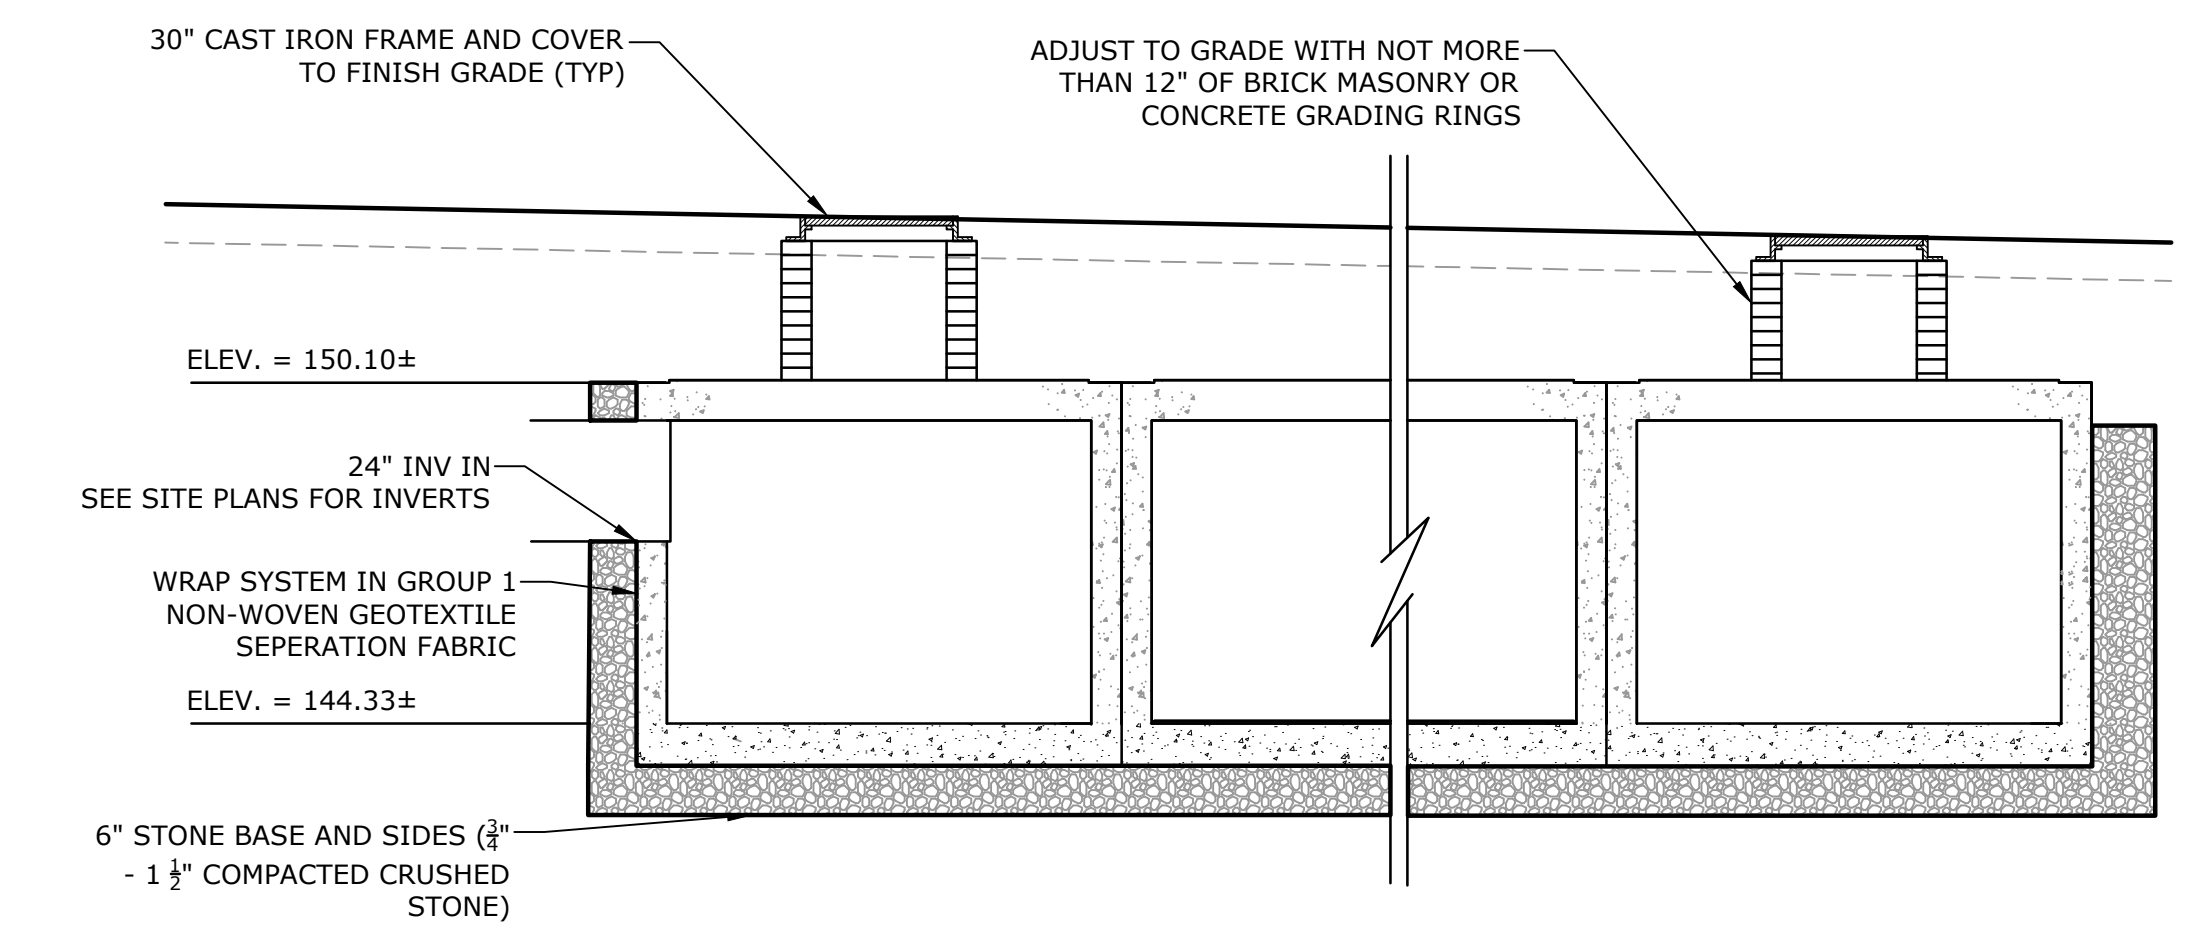 30" CAST IRON FRAME AND COVER
TO FINISH GRADE (TYP)
ADJUST TO GRADE WITH NOT MORE
THAN 12" OF BRICK MASONRY OR
CONCRETE GRADING RINGS
ELEV. = 150.10±
24" INV IN
SEE SITE PLANS FOR INVERTS
WRAP SYSTEM IN GROUP 1
NON-WOVEN GEOTEXTILE
SEPERATION FABRIC
ELEV. = 144.33±
6" STONE BASE AND SIDES (3/4"
- 1 1/2" COMPACTED CRUSHED
STONE)